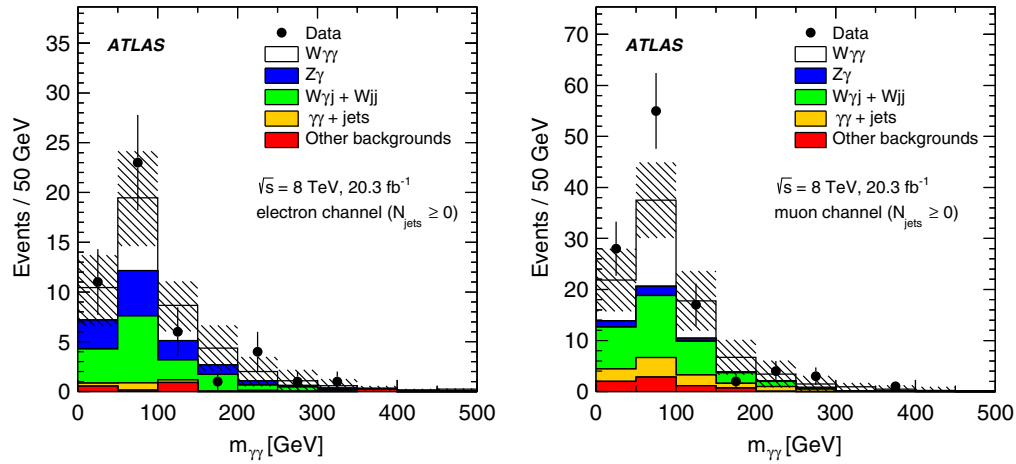 Events / 50 GeV
35
30
25
20
15
10
5
0
ATLAS
Data
Wγγ
Zγ
Wγj + Wjj
γγ + jets
Other backgrounds
√s = 8 TeV, 20.3 fb⁻¹
electron channel (N_jets ≥ 0)
0 100 200 300 400 500
m_γγ [GeV]
Events / 50 GeV
70
60
50
40
30
20
10
0
ATLAS
Data
Wγγ
Zγ
Wγj + Wjj
γγ + jets
Other backgrounds
√s = 8 TeV, 20.3 fb⁻¹
muon channel (N_jets ≥ 0)
0 100 200 300 400 500
m_γγ [GeV]